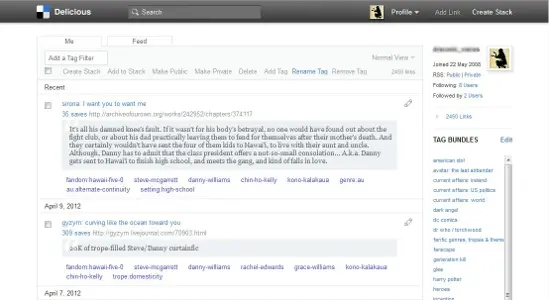 Delicious
Search
Profile
Add Link
Create Stack
Me
Feed
Add a Tag Filter
Normal View
Create Stack Add to Stack Make Public Make Private Delete Add Tag Rename Tag Remove Tag
2460 links
Recent
sirona: I want you to want me
36 saves http://archiveofourown.org/works/242952/chapters/374117
It's all his damned knee's fault. If it wasn't for his body's betrayal, no one would have found out about the
fight club, or about his dad practically leaving them to fend for themselves after their mother's death. And
they certainly wouldn't have sent the four of them kids to Hawai'i, to live with their aunt and uncle.
Although, Danny has to admit that the class president offers a not-so-small consolation... A.k.a. Danny
gets sent to Hawai'i to finish high school, and meets the gang, and kind of falls in love.
fandom:hawaii-five-0 steve-mcgarrett danny-williams chin-ho-kelly kono-kalakaua genre:au
au:alternate-continuity setting:high-school
April 9, 2012
gyzym: curving like the ocean toward you
309 saves http://gyzym.livejournal.com/70903.html
20K of trope-filled Steve/Danny curtainfic
fandom:hawaii-five-0 steve-mcgarrett danny-williams rachel-edwards grace-williams kono-kalakaua
chin-ho-kelly trope:domesticity
April 7, 2012
Joined 22 May 2008
RSS: Public | Private
Following: 8 Users
Followed by 2 Users
2460 Links
TAG BUNDLES
Edit
american idol
avatar: the last airbender
current affairs: ireland
current affairs: US politics
current affairs: world
dark angel
dc comics
dr who / torchwood
fanfic genres, tropes & theme
farscape
generation kill
glee
harry potter
heroes